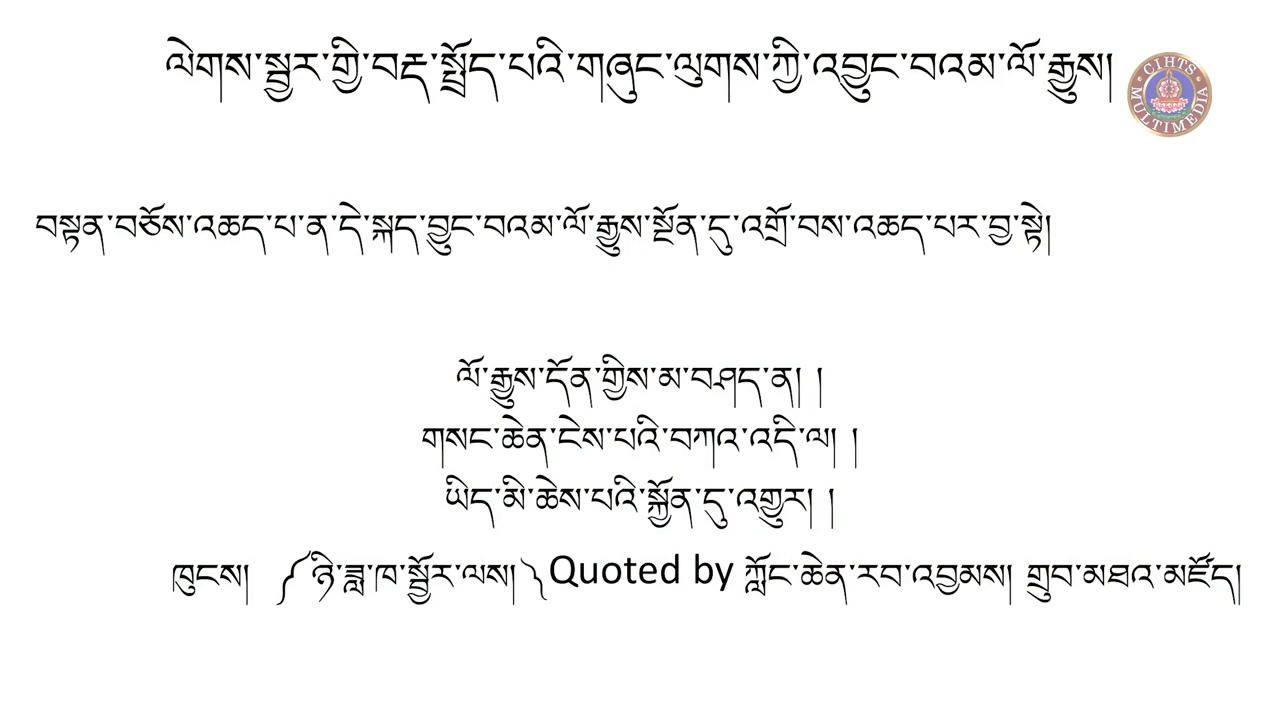 ལེགས་སྦྱར་གྱི་བརྡ་སྤྲོད་པའི་གཞུང་ལུགས་ཀྱི་འབྱུང་བའམ་ལོ་རྒྱུས།
CIHTS MULTIMEDIA
བསྟན་བཅོས་འཆད་པ་ན་དེ་སྐད་བྱུང་བའམ་ལོ་རྒྱུས་སྔོན་དུ་འགྲོ་བས་འཆད་པར་བྱ་སྟེ།
ལོ་རྒྱུས་དོན་གྱིས་མ་བཤད་ན། །
གསང་ཆེན་ངེས་པའི་བཀའ་འདི་ལ། །
ཡིད་མི་ཆེས་པའི་སྐྱོན་དུ་འགྱུར། །
ཁུངས། ༼ཉི་ཟླ་ཁ་སྦྱོར་ལས།༽Quoted by ཀློང་ཆེན་རབ་འབྱམས། གྲུབ་མཐའ་མཛོད།